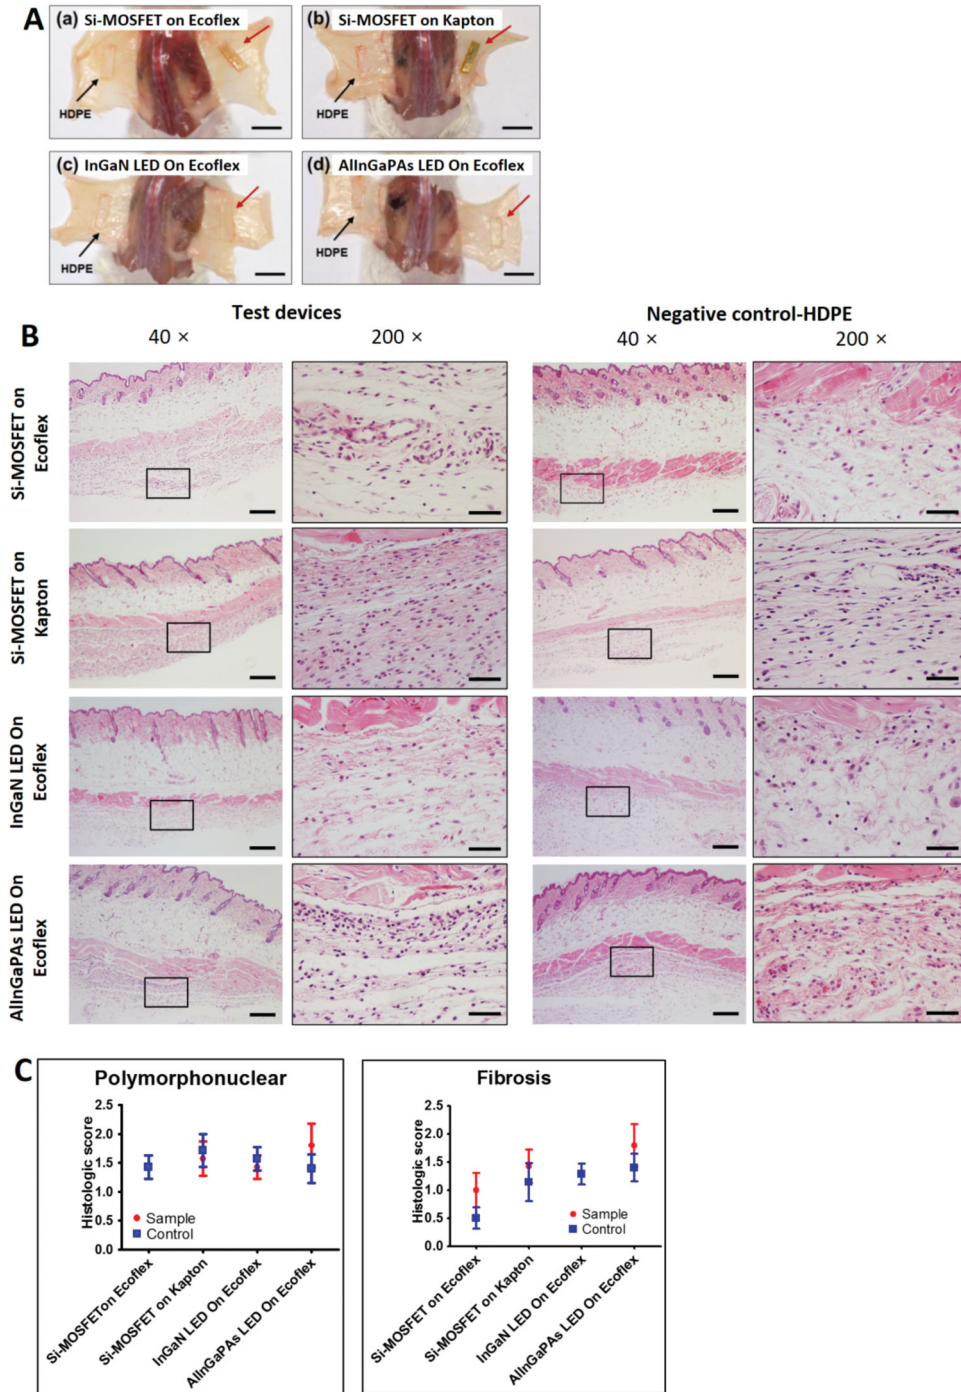 A
(a) Si-MOSFET on Ecoflex
HDPE
(b) Si-MOSFET on Kapton
HDPE
(c) InGaN LED On Ecoflex
HDPE
(d) AllnGaPAs LED On Ecoflex
HDPE
B
Test devices
Negative control-HDPE
40 ×
200 ×
40 ×
200 ×
Si-MOSFET on
Ecoflex
Si-MOSFET on
Kapton
InGaN LED On
Ecoflex
AllnGaPAs LED On
Ecoflex
C
Polymorphonuclear
Histologic score
2.5
2.0
1.5
1.0
0.5
0.0
Sample
Control
Si-MOSFETon Ecoflex
Si-MOSFET on Kapton
InGaN LED On Ecoflex
AllnGaPAs LED On Ecoflex
Fibrosis
Histologic score
2.5
2.0
1.5
1.0
0.5
0.0
Sample
Control
Si-MOSFET on Ecoflex
Si-MOSFET on Kapton
InGaN LED On Ecoflex
AllnGaPAs LED On Ecoflex